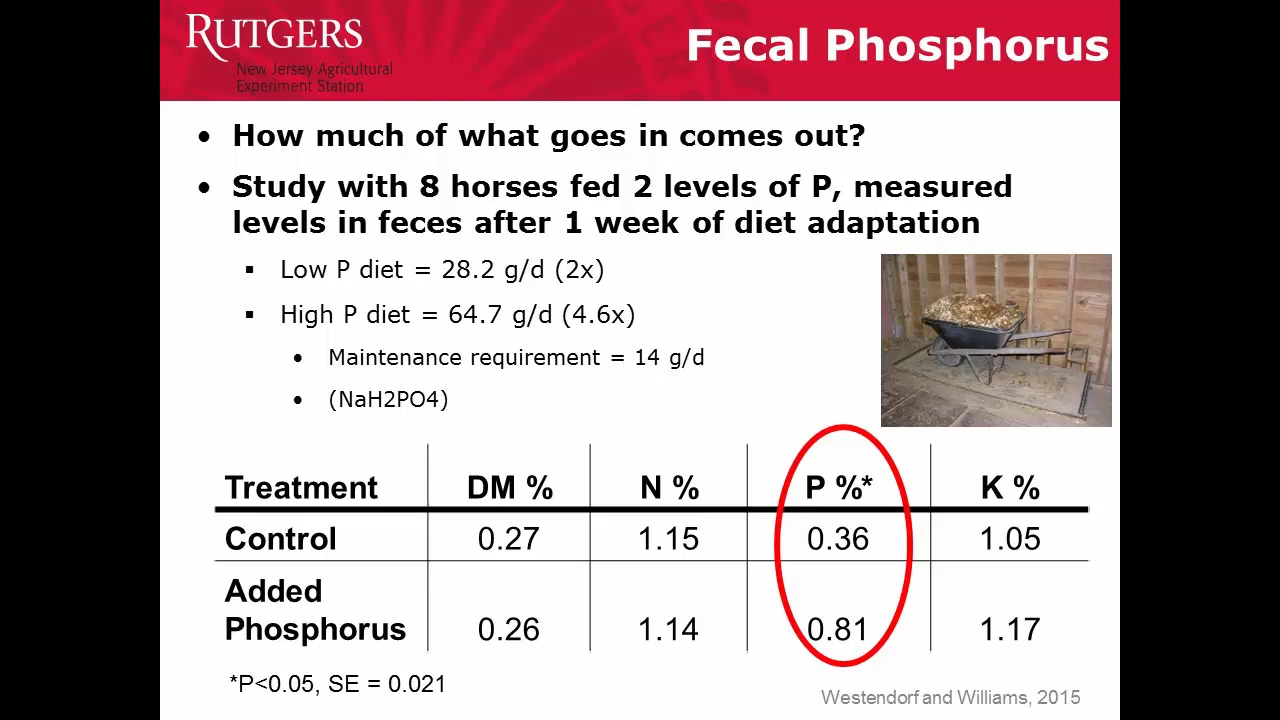 RUTGERS
New Jersey Agricultural
Experiment Station
Fecal Phosphorus
• How much of what goes in comes out?
• Study with 8 horses fed 2 levels of P, measured
levels in feces after 1 week of diet adaptation
▪ Low P diet = 28.2 g/d (2x)
▪ High P diet = 64.7 g/d (4.6x)
• Maintenance requirement = 14 g/d
• (NaH2PO4)
Treatment DM % N % P %* K %
Control 0.27 1.15 0.36 1.05
Added
Phosphorus 0.26 1.14 0.81 1.17
*P<0.05, SE = 0.021
Westendorf and Williams, 2015